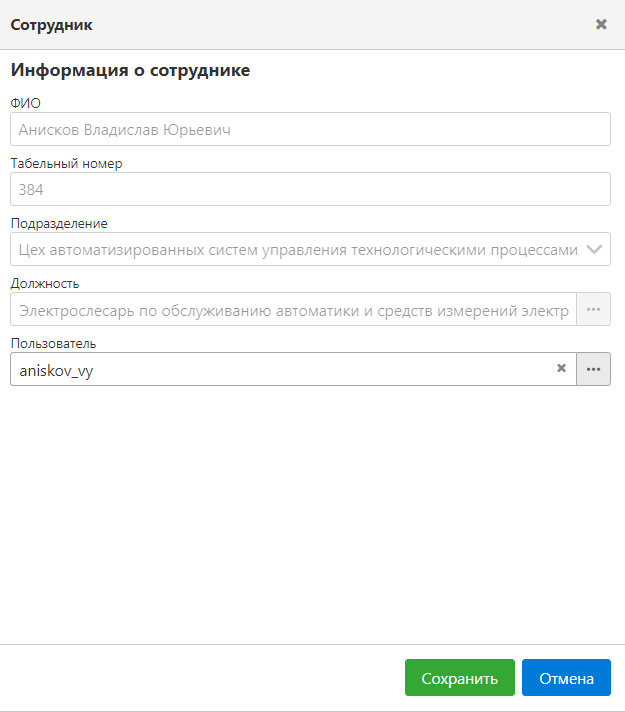 Сотрудник
Информация о сотруднике
ФИО
Анисков Владислав Юрьевич
Табельный номер
384
Подразделение
Цех автоматизированных систем управления технологическими процессами
Должность
Электрослесарь по обслуживанию автоматики и средств измерений электр
Пользователь
aniskov_vy
Сохранить Отмена